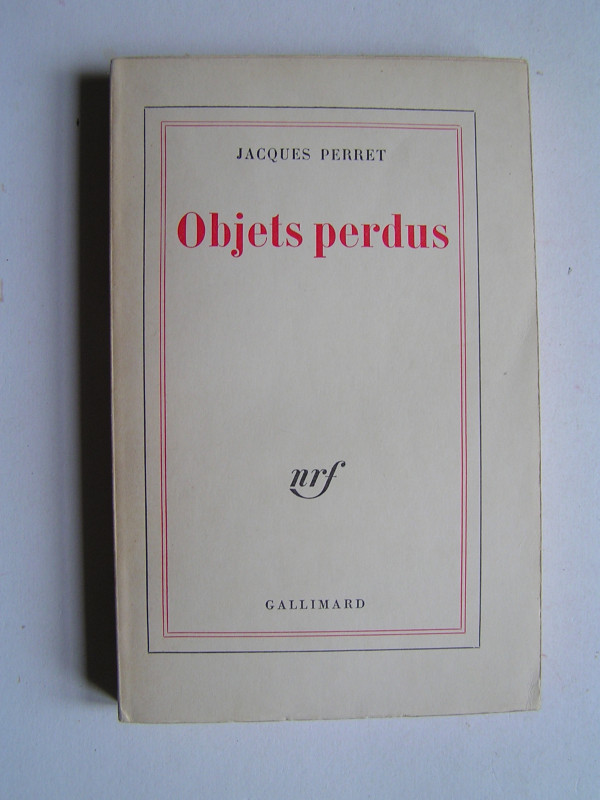 JACQUES PERRET
Objets perdus
nrf
GALLIMARD